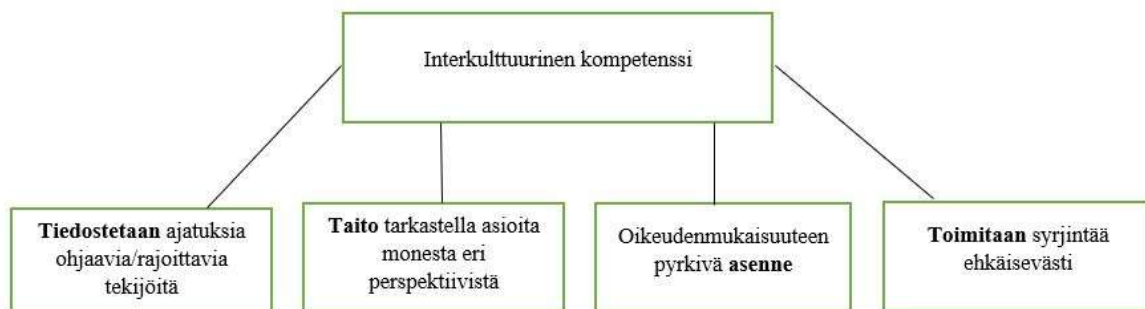 Interkulttuurinen kompetenssi
Tiedostetaan ajatuksia
ohjaavia/rajoittavia
tekijöitä
Taito tarkastella asioita
monesta eri
perspektiivistä
Oikeudenmukaisuuteen
pyrkivä asenne
Toimitaan syrjintää
ehkäisevästi